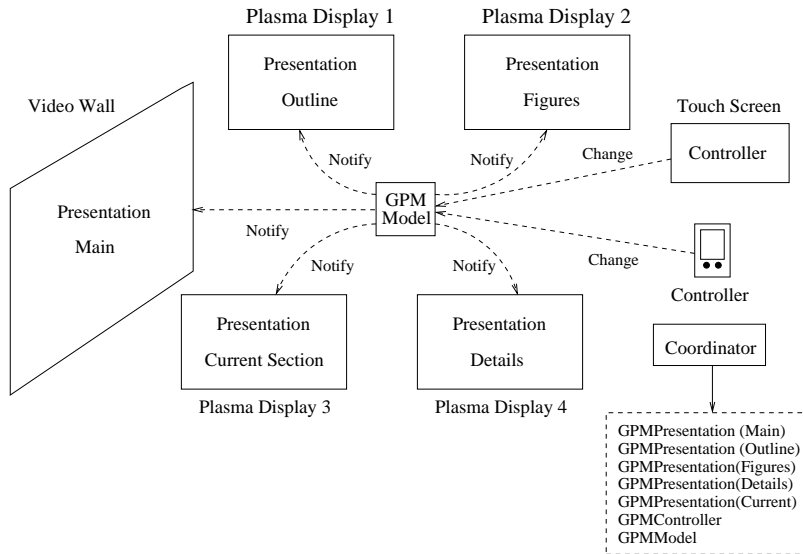 Plasma Display 1
Plasma Display 2
Presentation
Outline
Presentation
Figures
Video Wall
Touch Screen
Notify
Notify
Change
Controller
GPM
Model
Presentation
Main
Notify
Notify
Notify
Change
Controller
Presentation
Current Section
Presentation
Details
Coordinator
Plasma Display 3
Plasma Display 4
GPMPresentation (Main)
GPMPresentation (Outline)
GPMPresentation(Figures)
GPMPresentation(Details)
GPMPresentation(Current)
GPMController
GPMModel